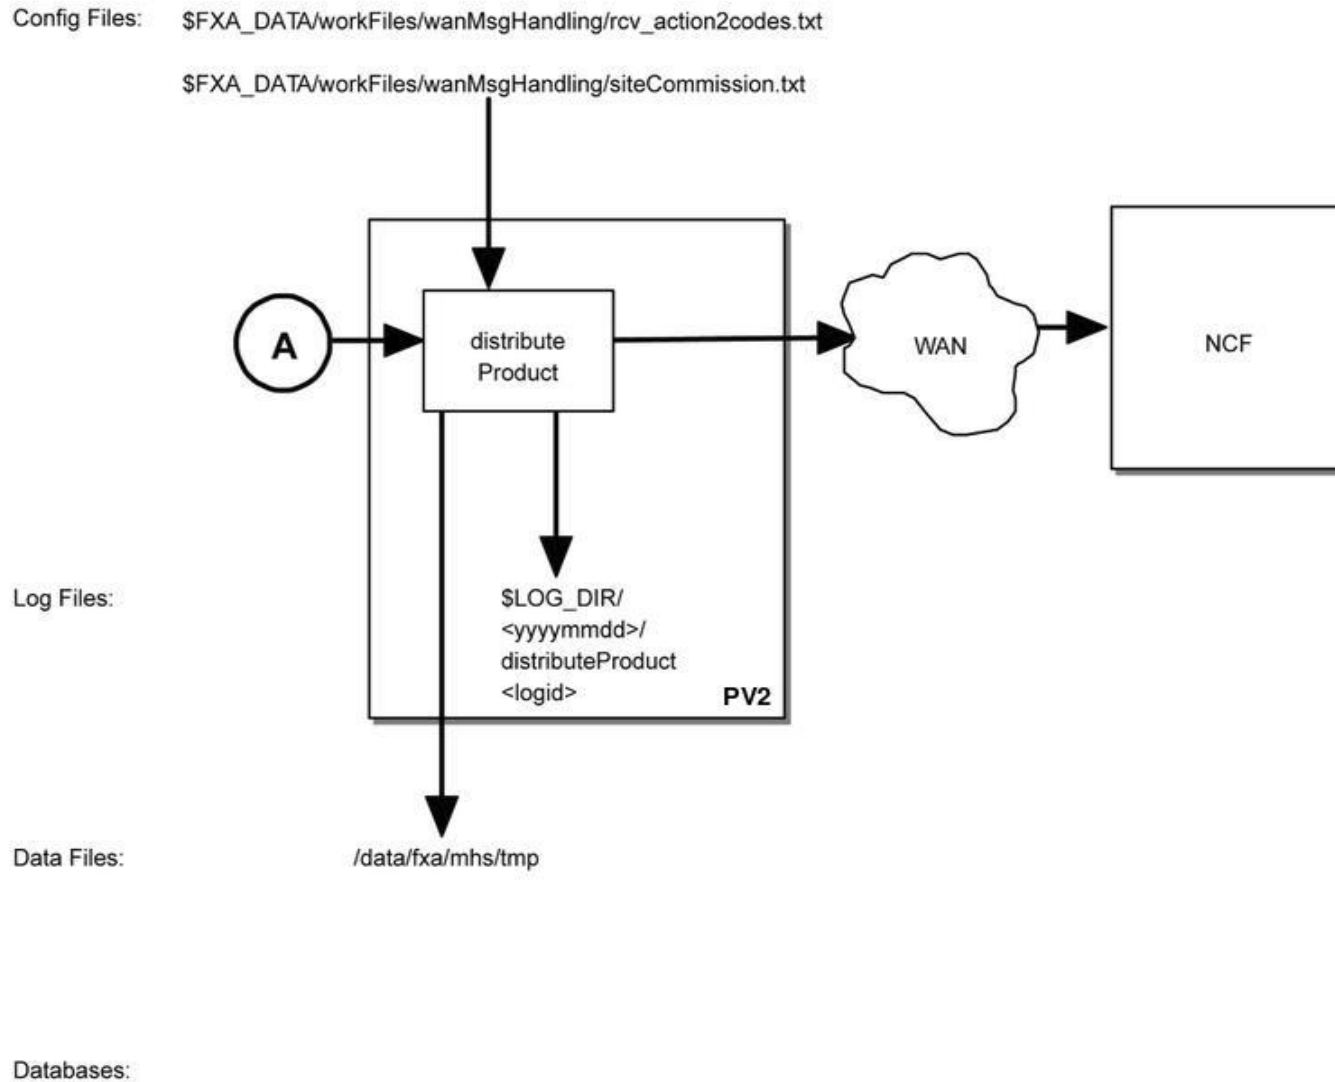 Config Files: $FXA_DATA/workFiles/wanMsgHandling/rcv_action2codes.txt
$FXA_DATA/workFiles/wanMsgHandling/siteCommission.txt
A
distribute
Product
WAN
NCF
Log Files:
$LOG_DIR/
<yyyymmdd>/
distributeProduct
<logid>
PV2
Data Files: /data/fxa/mhs/tmp
Databases: